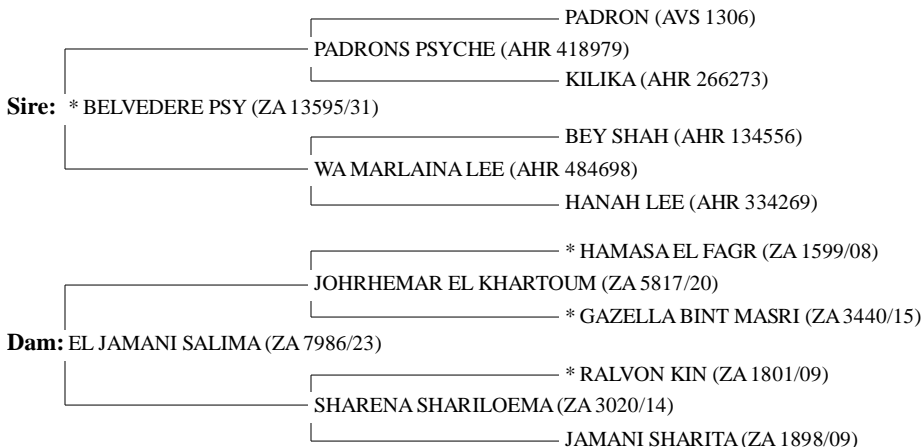 PADRON (AVS 1306)
PADRONS PSYCHE (AHR 418979)
KILIKA (AHR 266273)
Sire: * BELVEDERE PSY (ZA 13595/31)
BEY SHAH (AHR 134556)
WA MARLAINA LEE (AHR 484698)
HANAH LEE (AHR 334269)
* HAMASA EL FAGR (ZA 1599/08)
JOHRHEMAR EL KHARTOUM (ZA 5817/20)
* GAZELLA BINT MASRI (ZA 3440/15)
Dam: EL JAMANI SALIMA (ZA 7986/23)
* RALVON KIN (ZA 1801/09)
SHARENA SHARILOEMA (ZA 3020/14)
JAMANI SHARITA (ZA 1898/09)